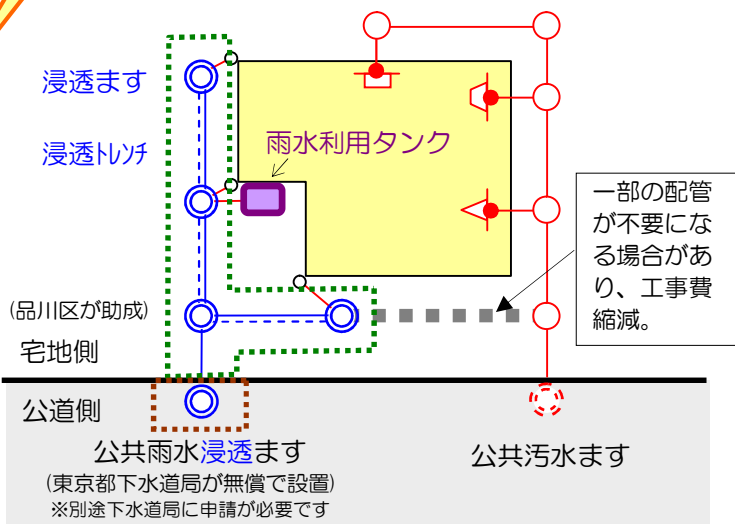 浸透ます
浸透トレンチ
雨水利用タンク
一部の配管
が不要にな
る場合があ
り、工事費
縮減。
(品川区が助成)
宅地側
公道側
公共雨水浸透ます
(東京都下水道局が無償で設置)
※別途下水道局に申請が必要です
公共汚水ます